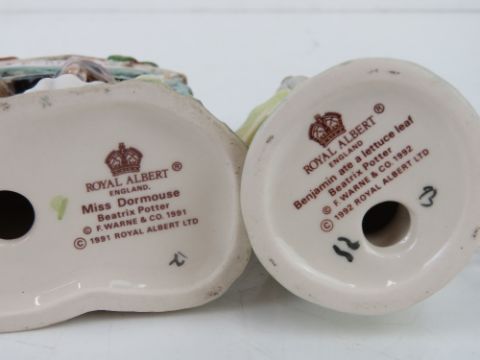 ROYAL ALBERT ®
ENGLAND.
Miss Dormouse
Beatrix Potter
© F. WARNE & CO. 1991
© 1991 ROYAL ALBERT LTD
ROYAL ALBERT ®
ENGLAND
Benjamin ate a lettuce leaf
Beatrix Potter
© F. WARNE & CO. 1992
© 1992 ROYAL ALBERT LTD